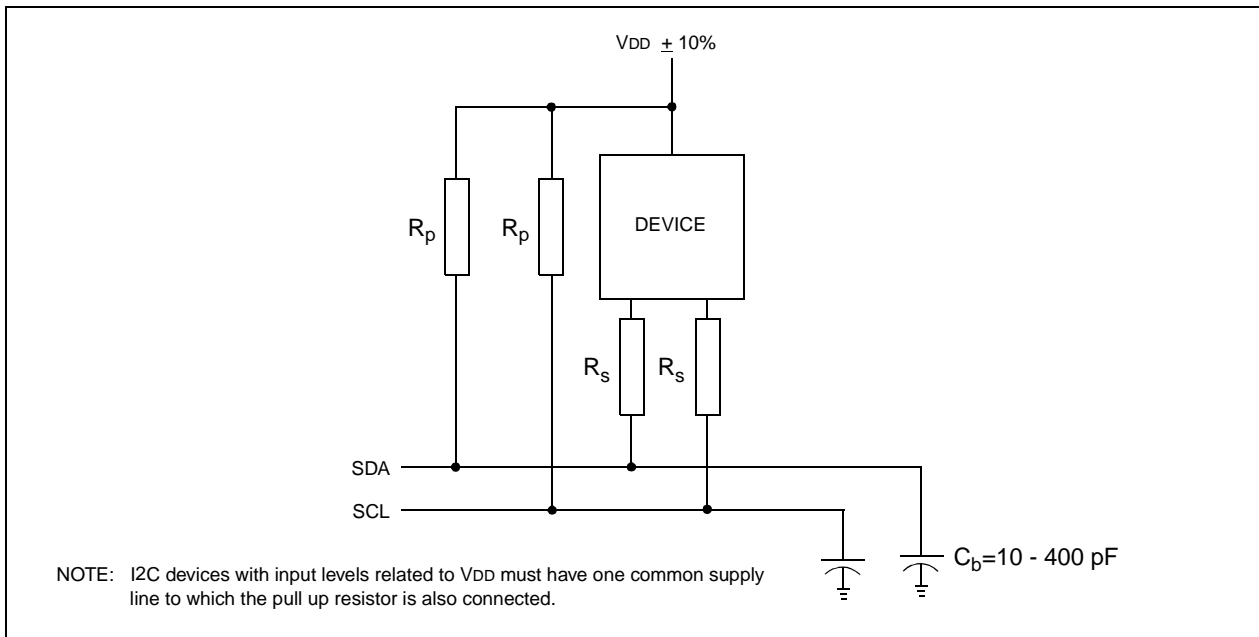 VDD ± 10%
Rp
Rp
DEVICE
Rs
Rs
SDA
SCL
Cb=10 - 400 pF
NOTE: I2C devices with input levels related to VDD must have one common supply
line to which the pull up resistor is also connected.